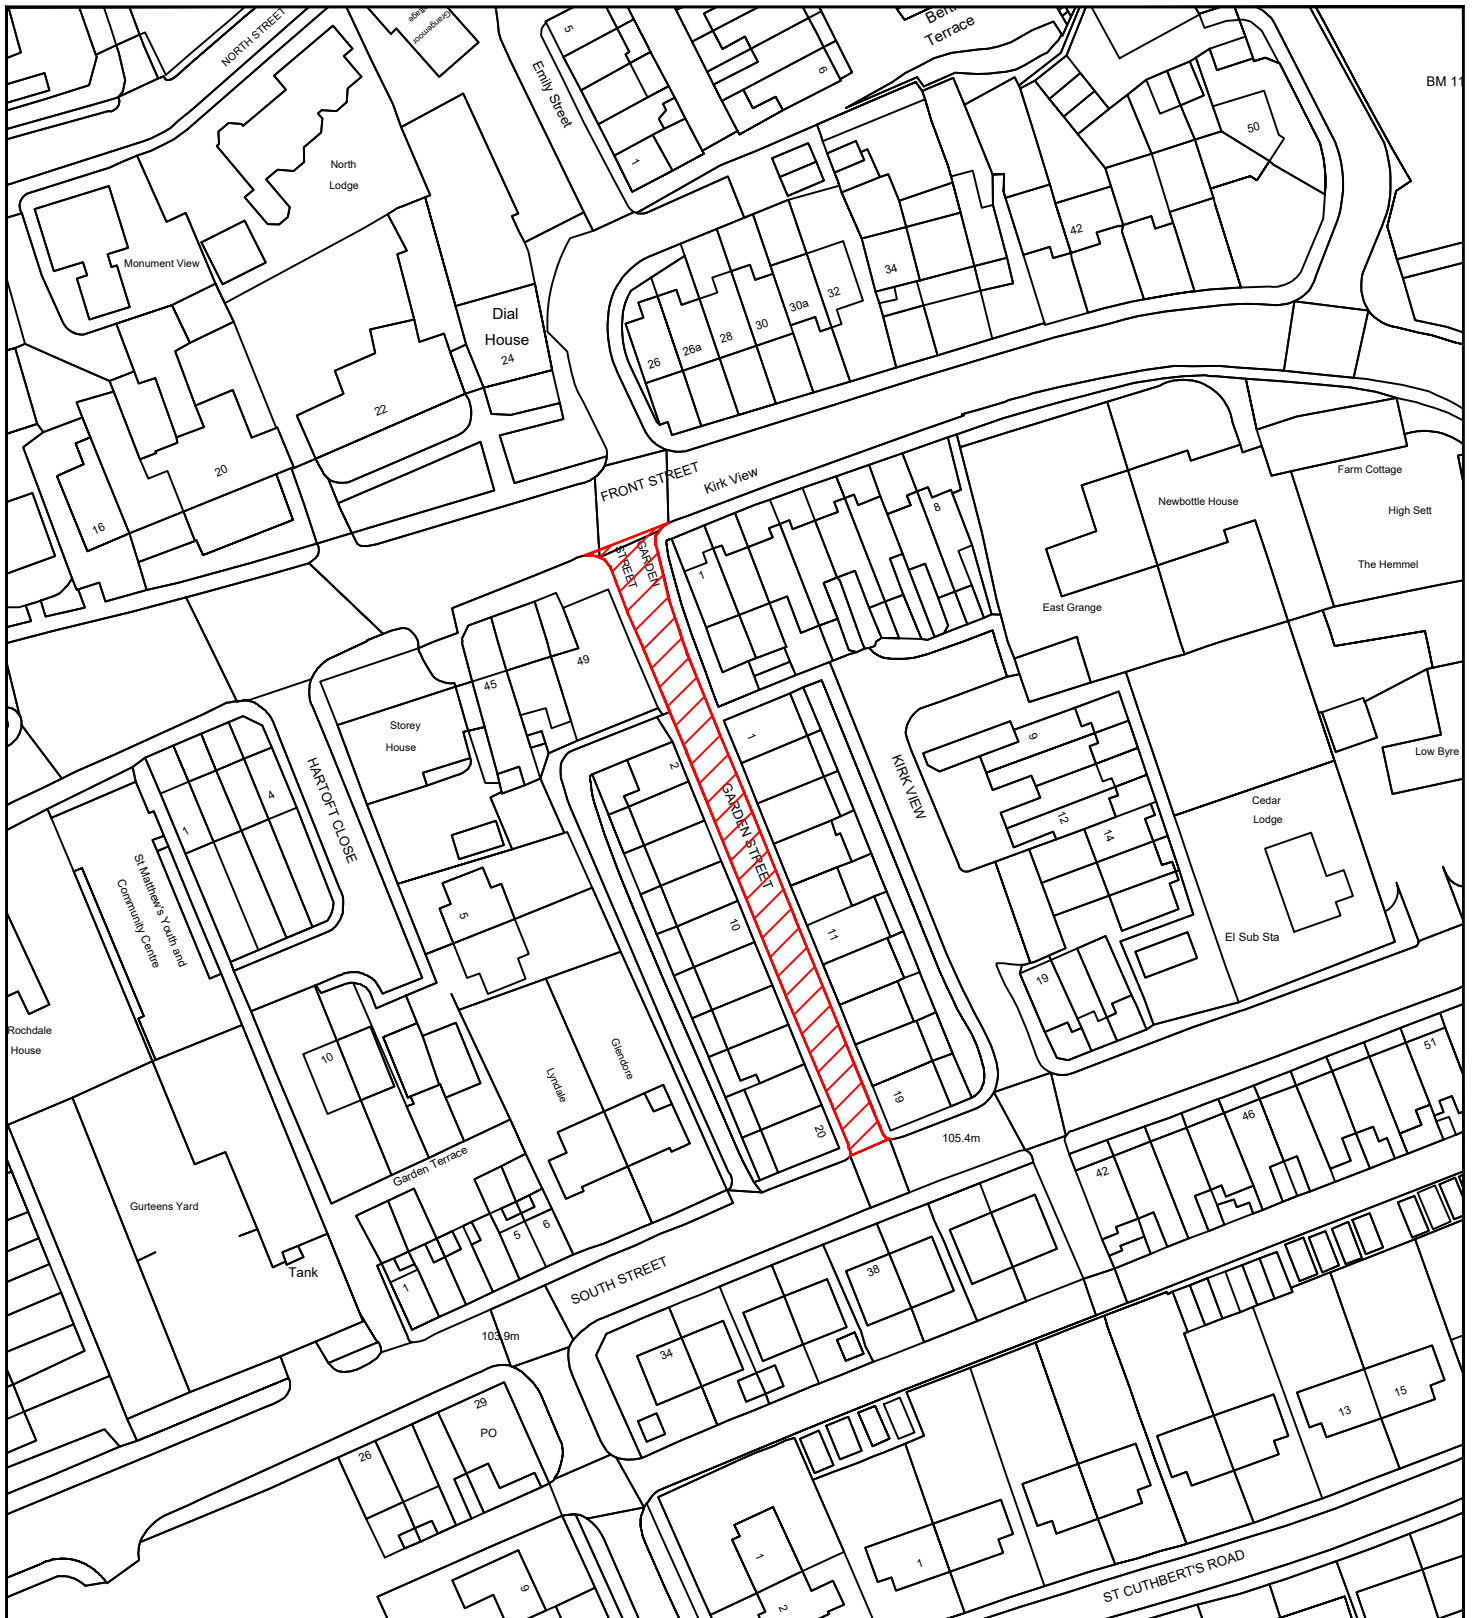 NORTH STREET
Grangemoor
5
6
Terrace
Emily Street
1
BM 11
50
North
Lodge
Monument View
42
34
32
30a
30
28
26a
26
Dial
House
24
22
20
16
FRONT STREET
Kirk View
Farm Cottage
Newbottle House
High Sett
The Hemmel
East Grange
8
1
GARDEN
STREET
49
45
Storey
House
HARTOFT CLOSE
4
1
St Matthew's Youth and
Community Centre
5
2
1
GARDEN STREET
KIRK VIEW
9
12
14
Low Byre
Cedar
Lodge
El Sub Sta
10
11
19
Rochdale
House
10
Glendore
Lyndale
19
20
105.4m
51
46
42
Garden Terrace
Gurteens Yard
Tank
1
5
6
SOUTH STREET
38
103.9m
34
29
PO
26
15
13
1
1
2
9
ST CUTHBERT'S ROAD